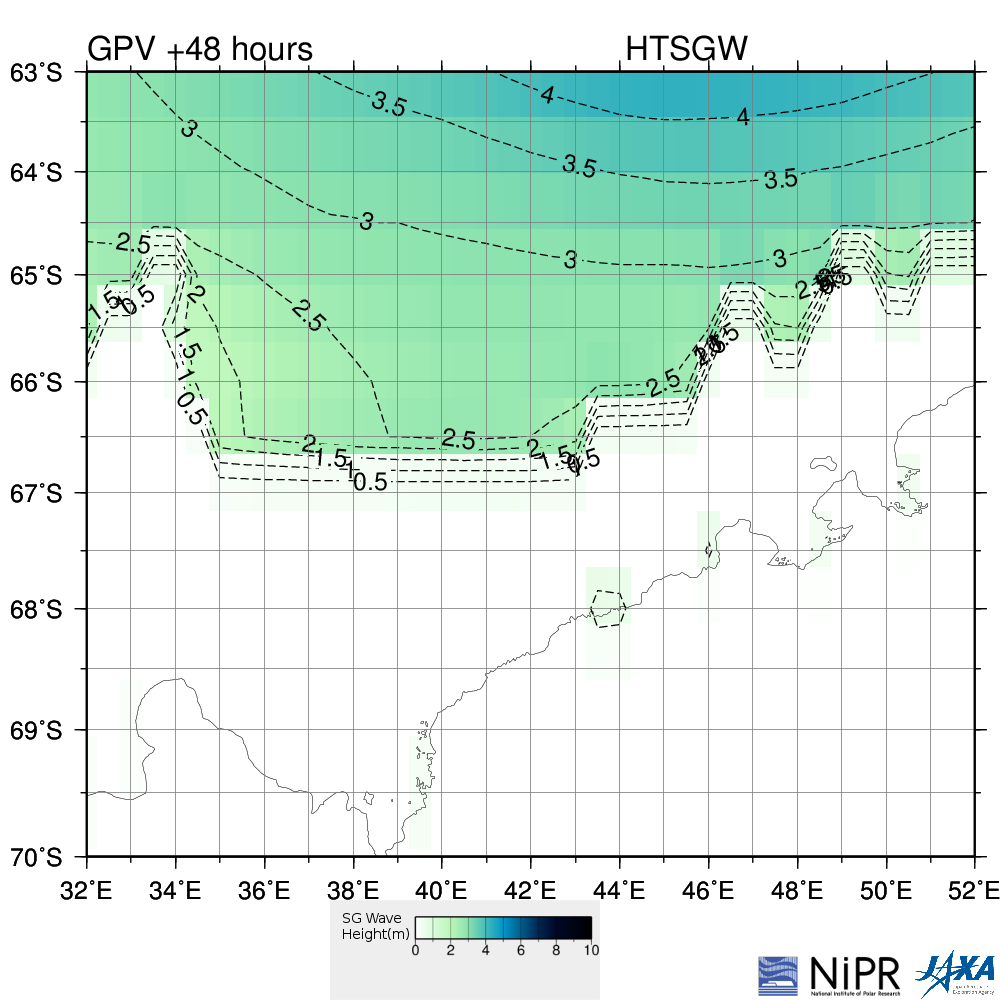 GPV +48 hours HTSGW
63°S
64°S
65°S
66°S
67°S
68°S
69°S
70°S
4
3.5
4
3
3.5
3.5
3
2.5
3
3
2
2.5
2.5
1.5
0.5
2.5
1.5
1
0.5
2.5
2
1.5
1
0.5
2.5
2
1.5
0.5
32°E 34°E 36°E 38°E 40°E 42°E 44°E 46°E 48°E 50°E 52°E
SG Wave
Height(m)
0 2 4 6 8 10
NiPR
National Institute of Polar Research
JAXA
Japan Aerospace
Exploration Agency